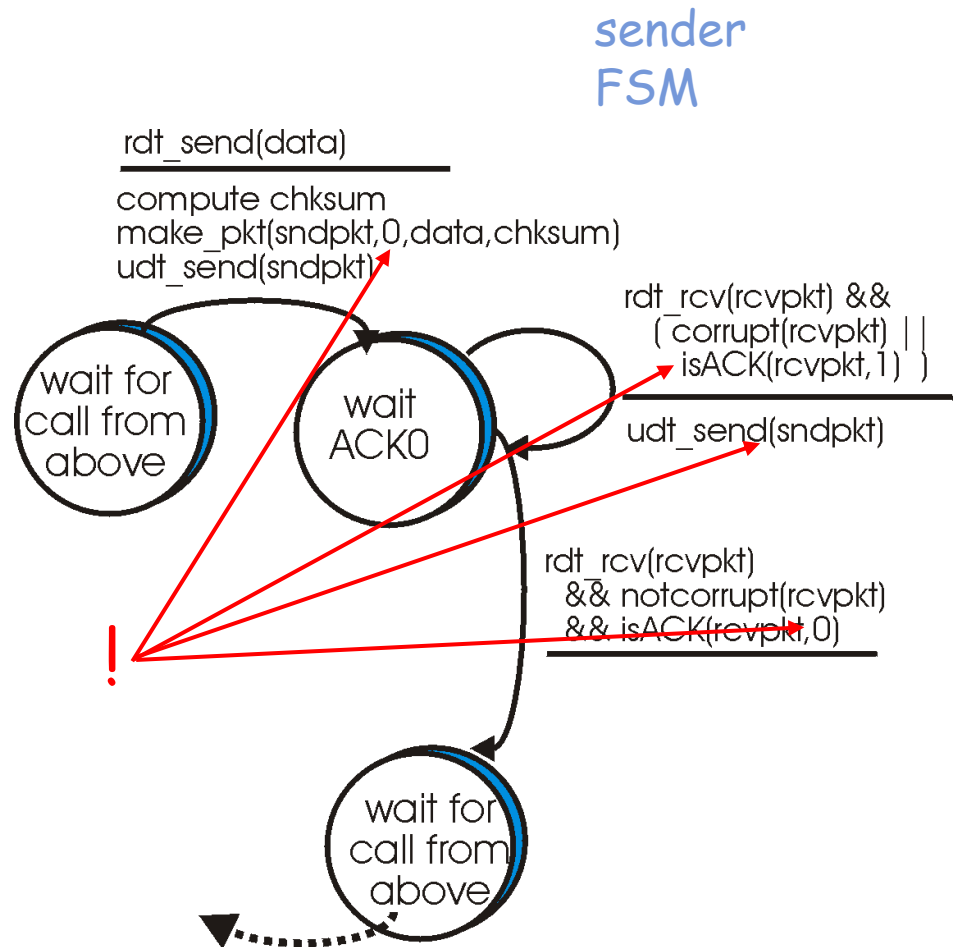 sender
FSM
rdt_send(data)
compute chksum
make_pkt(sndpkt,0,data,chksum)
udt_send(sndpkt)
rdt_rcv(rcvpkt) &&
( corrupt(rcvpkt) ||
isACK(rcvpkt,1) )
udt_send(sndpkt)
wait for
call from
above
wait
ACK0
rdt_rcv(rcvpkt)
&& notcorrupt(rcvpkt)
&& isACK(rcvpkt,0)
!
wait for
call from
above